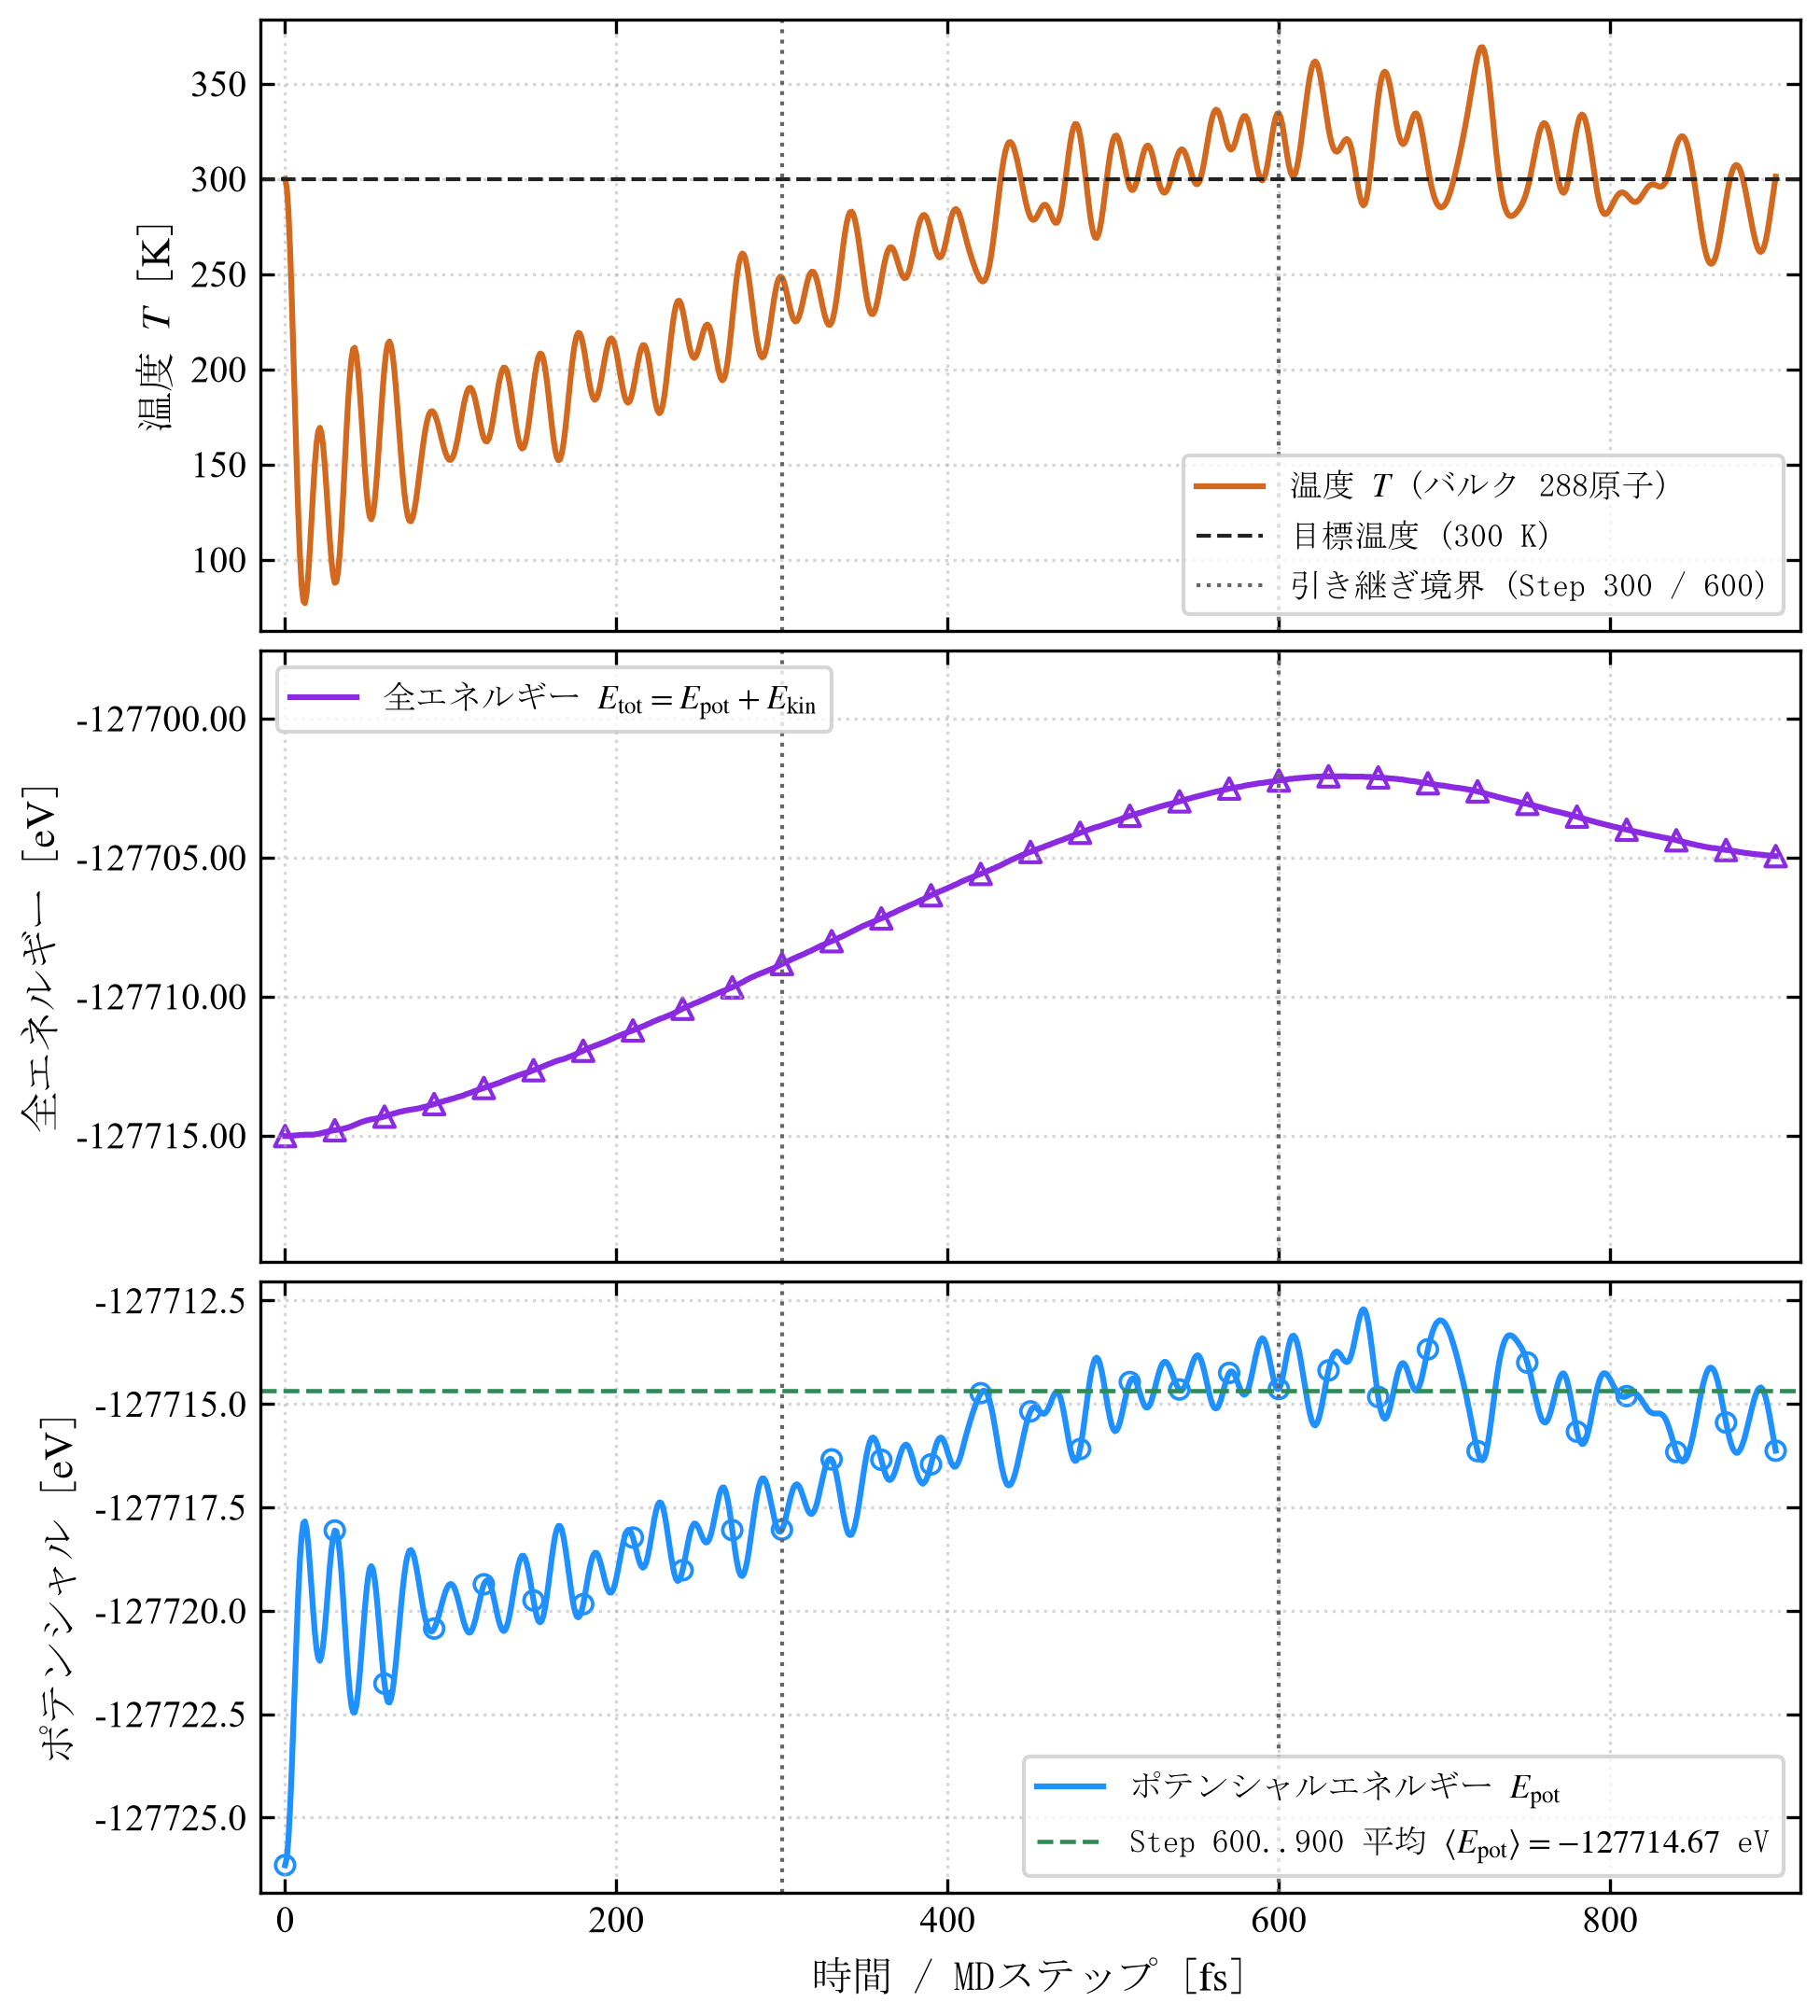 350
300
250
200
150
100
温度 T [K]
温度 T (バルク 288原子)
目標温度 (300 K)
引き継ぎ境界 (Step 300 / 600)
全エネルギー E_tot = E_pot + E_kin
-127700.00
-127705.00
-127710.00
-127715.00
全エネルギー [eV]
-127712.5
-127715.0
-127717.5
-127720.0
-127722.5
-127725.0
ポテンシャル [eV]
ポテンシャルエネルギー E_pot
Step 600..900 平均 ⟨E_pot⟩ = −127714.67 eV
0 200 400 600 800
時間 / MDステップ [fs]